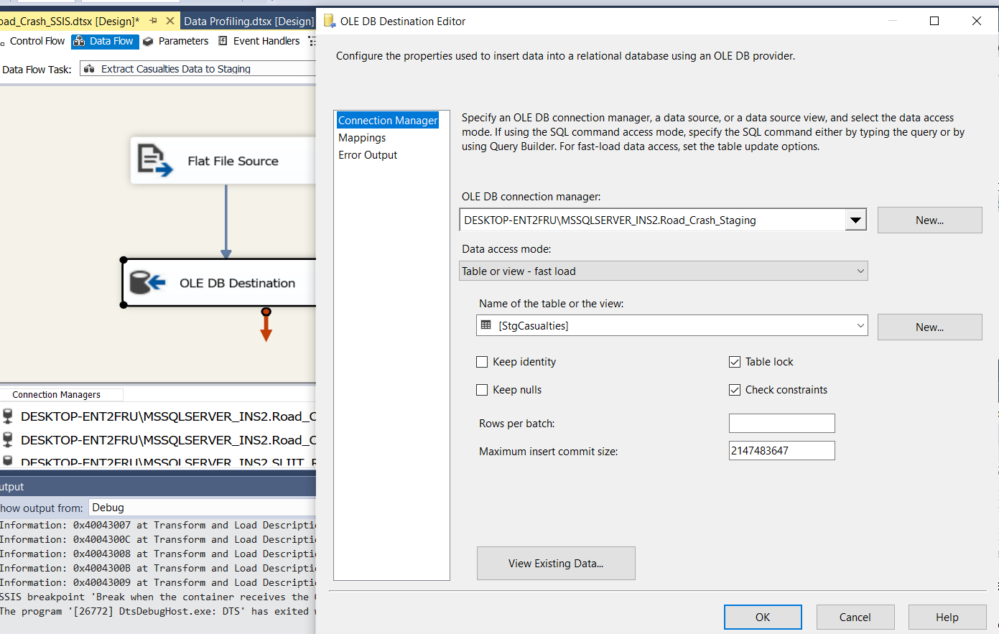 oad_Crash_SSIS.dtsx [Design]*
Data Profiling.dtsx [Design]
Control Flow
Data Flow
Parameters
Event Handlers
Data Flow Task:
Extract Casualties Data to Staging
Flat File Source
OLE DB Destination
Connection Managers
DESKTOP-ENT2FRU\MSSQLSERVER_INS2.Road_C
DESKTOP-ENT2FRU\MSSQLSERVER_INS2.Road_C
DESKTOP-ENT2FRU\MSSQLSERVER_INS2.SLIIT_R
utput
how output from:
Debug
Information: 0x40043007 at Transform and Load Descriptio
Information: 0x4004300C at Transform and Load Descriptio
Information: 0x40043008 at Transform and Load Descriptio
Information: 0x4004300B at Transform and Load Descriptio
Information: 0x40043009 at Transform and Load Descriptio
SSIS breakpoint 'Break when the container receives the
The program '[26772] DtsDebugHost.exe: DTS' has exited
OLE DB Destination Editor
Configure the properties used to insert data into a relational database using an OLE DB provider.
Connection Manager
Mappings
Error Output
Specify an OLE DB connection manager, a data source, or a data source view, and select the data access
mode. If using the SQL command access mode, specify the SQL command either by typing the query or by
using Query Builder. For fast-load data access, set the table update options.
OLE DB connection manager:
DESKTOP-ENT2FRU\MSSQLSERVER_INS2.Road_Crash_Staging
New...
Data access mode:
Table or view - fast load
Name of the table or the view:
[StgCasualties]
New...
Keep identity
Table lock
Keep nulls
Check constraints
Rows per batch:
Maximum insert commit size:
2147483647
View Existing Data...
OK
Cancel
Help